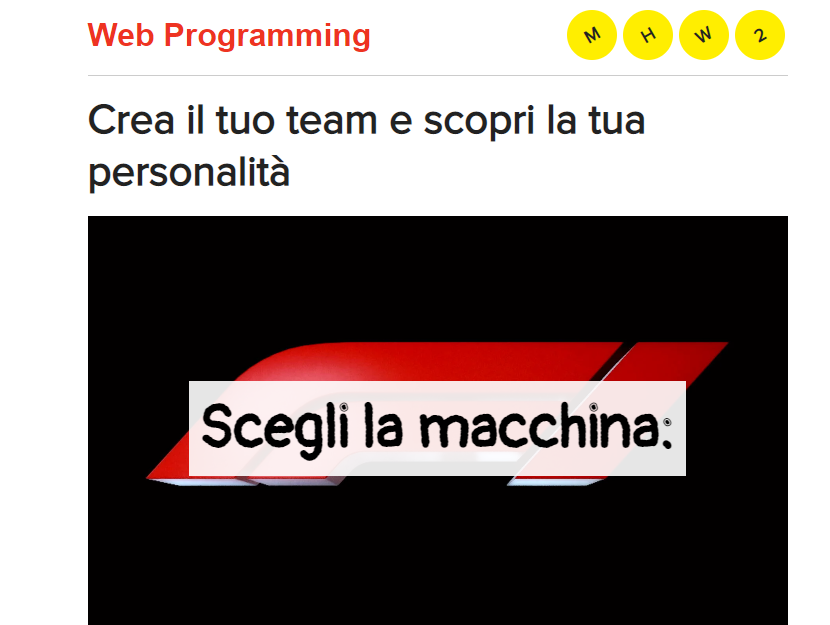 Web Programming
M H W 2
Crea il tuo team e scopri la tua
personalità
Scegli la macchina: